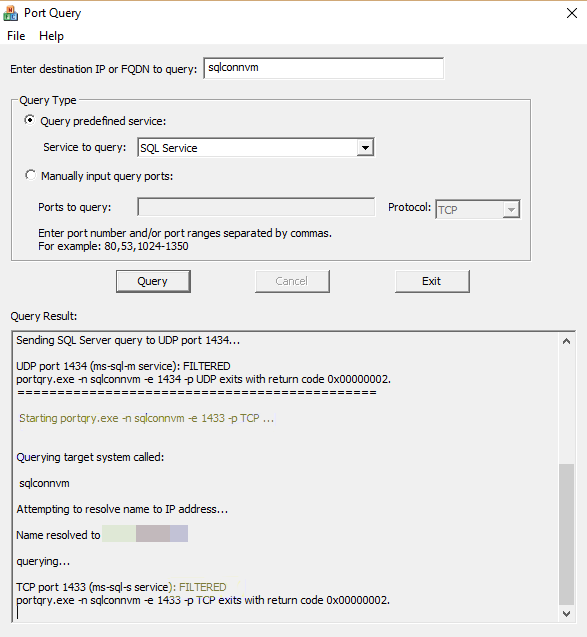 Port Query
File Help
Enter destination IP or FQDN to query: sqlconnvm
Query Type
Query predefined service:
Service to query: SQL Service
Manually input query ports:
Ports to query: Protocol: TCP
Enter port number and/or port ranges separated by commas.
For example: 80,53,1024-1350
Query Cancel Exit
Query Result:
Sending SQL Server query to UDP port 1434...
UDP port 1434 (ms-sql-m service): FILTERED
portqry.exe -n sqlconnvm -e 1434 -p UDP exits with return code 0x00000002.
=============================================
Starting portqry.exe -n sqlconnvm -e 1433 -p TCP ...
Querying target system called:
sqlconnvm
Attempting to resolve name to IP address...
Name resolved to
querying...
TCP port 1433 (ms-sql-s service): FILTERED
portqry.exe -n sqlconnvm -e 1433 -p TCP exits with return code 0x00000002.